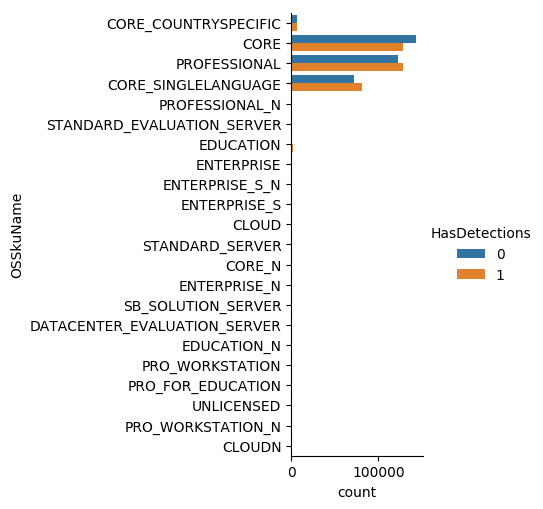 CORE_COUNTRYSPECIFIC
CORE
PROFESSIONAL
CORE_SINGLELANGUAGE
PROFESSIONAL_N
STANDARD_EVALUATION_SERVER
EDUCATION
ENTERPRISE
ENTERPRISE_S_N
ENTERPRISE_S
CLOUD
STANDARD_SERVER
CORE_N
ENTERPRISE_N
SB_SOLUTION_SERVER
DATACENTER_EVALUATION_SERVER
EDUCATION_N
PRO_WORKSTATION
PRO_FOR_EDUCATION
UNLICENSED
PRO_WORKSTATION_N
CLOUDN
OSSkuName
0
100000
count
HasDetections
0
1